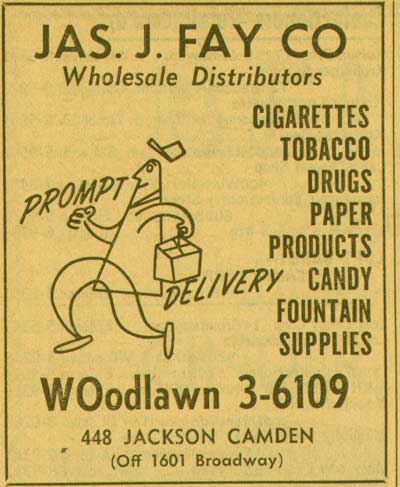 JAS. J. FAY CO
Wholesale Distributors
CIGARETTES
TOBACCO
DRUGS
PAPER
PRODUCTS
CANDY
FOUNTAIN
SUPPLIES
PROMPT
DELIVERY
WOodlawn 3-6109
448 JACKSON CAMDEN
(Off 1601 Broadway)